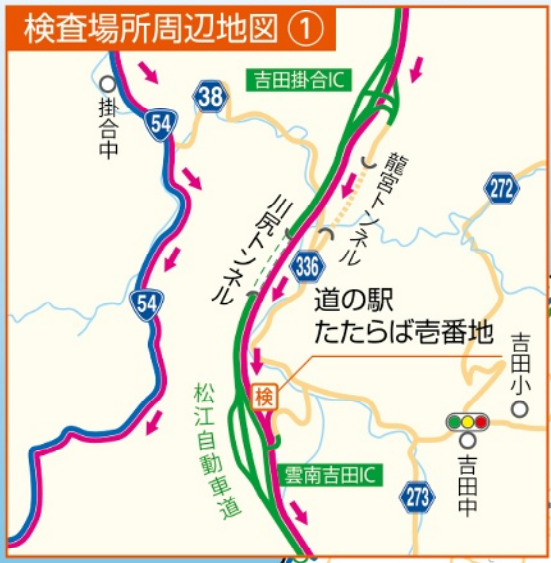 検査場所周辺地図 ①
吉田掛合IC
掛合中
38
54
龍宮トンネル
272
川尻トンネル
336
54
道の駅
たたらば壱番地
吉田小
検
松江自動車道
雲南吉田IC
吉田中
273